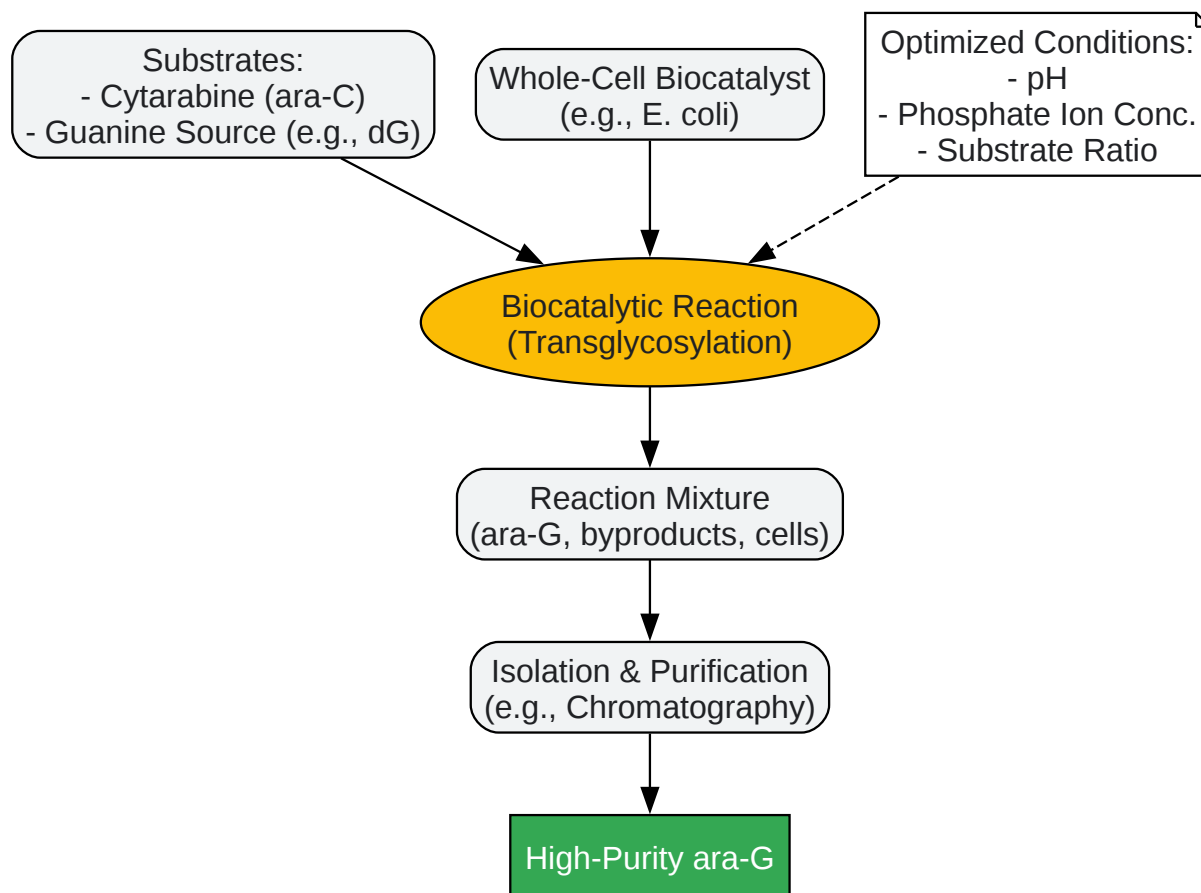 Substrates:
- Cytarabine (ara-C)
- Guanine Source (e.g., dG)
Whole-Cell Biocatalyst
(e.g., E. coli)
Optimized Conditions:
- pH
- Phosphate Ion Conc.
- Substrate Ratio
Biocatalytic Reaction
(Transglycosylation)
Reaction Mixture
(ara-G, byproducts, cells)
Isolation & Purification
(e.g., Chromatography)
High-Purity ara-G